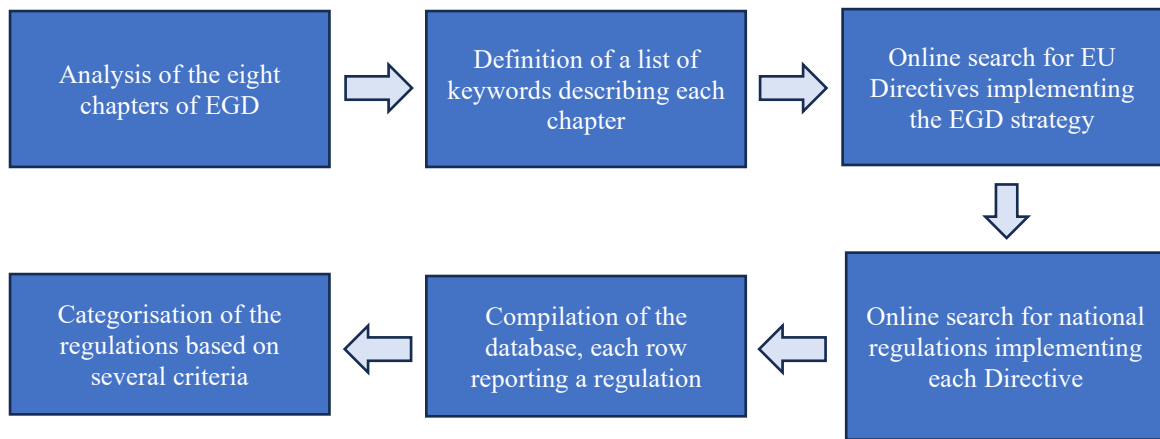 Analysis of the eight
chapters of EGD
Definition of a list of
keywords describing each
chapter
Online search for EU
Directives implementing
the EGD strategy
Online search for national
regulations implementing
each Directive
Compilation of the
database, each row
reporting a regulation
Categorisation of the
regulations based on
several criteria